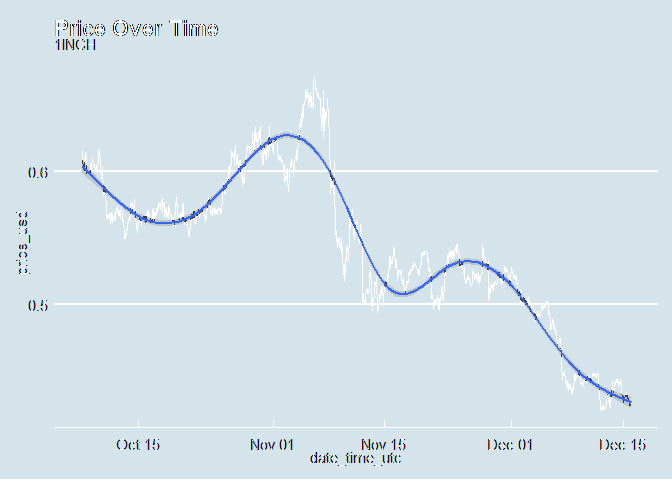 Price Over Time
1INCH
0.6
price_usd
0.5
Oct 15 Nov 01 Nov 15 Dec 01 Dec 15
date_time_utc